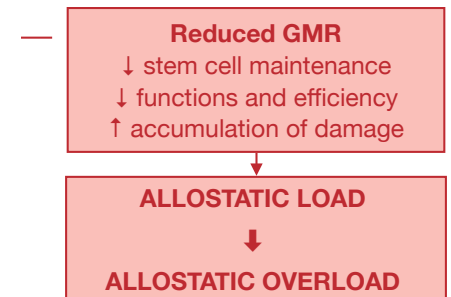 Reduced GMR
↓ stem cell maintenance
↓ functions and efficiency
↑ accumulation of damage
ALLOSTATIC LOAD
ALLOSTATIC OVERLOAD